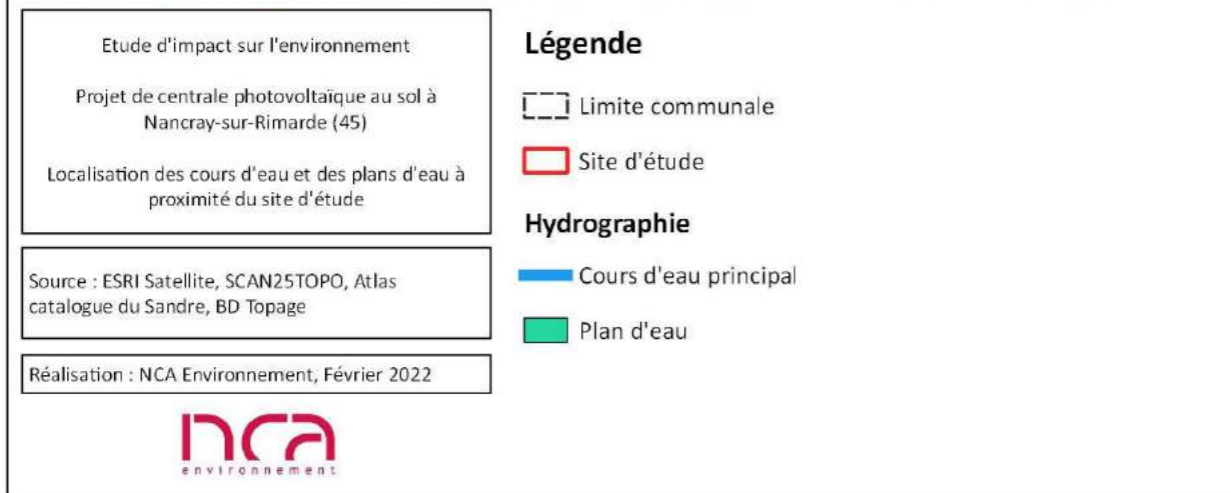 Etude d'impact sur l'environnement
Projet de centrale photovoltaïque au sol à
Nancray-sur-Rimarde (45)
Localisation des cours d'eau et des plans d'eau à
proximité du site d'étude
Source : ESRI Satellite, SCAN25TOPO, Atlas
catalogue du Sandre, BD Topage
Réalisation : NCA Environnement, Février 2022
nca
environnement
Légende
Limite communale
Site d'étude
Hydrographie
Cours d'eau principal
Plan d'eau